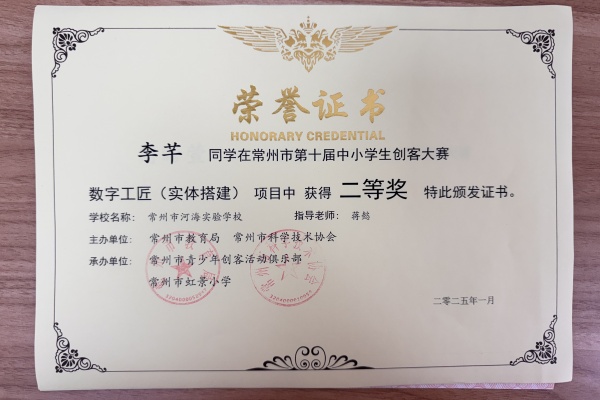 荣誉证书
HONORARY CREDENTIAL
李芊 同学在常州市第十届中小学生创客大赛
数字工匠（实体搭建） 项目中 获得 二等奖 特此颁发证书。
学校名称： 常州市河海实验学校 指导老师： 蒋懿
主办单位： 常州市教育局 常州市科学技术协会
承办单位： 常州市青少年创客活动俱乐部
常州市虹景小学
二零二五年一月